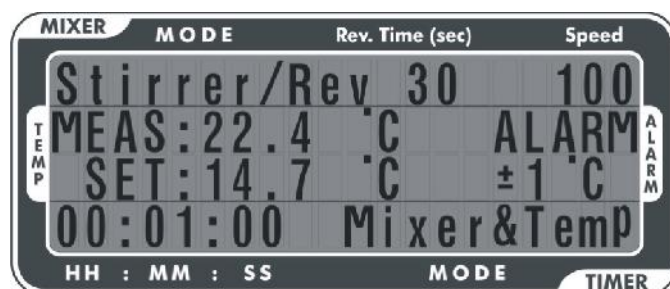 MIXER MODE Rev. Time (sec) Speed
Stirrer/Rev 30 100
TEMP
MEAS:22.4 °C ALARM
SET:14.7 °C ±1 °C
ALARM
00:01:00 Mixer&Temp
HH : MM : SS MODE TIMER